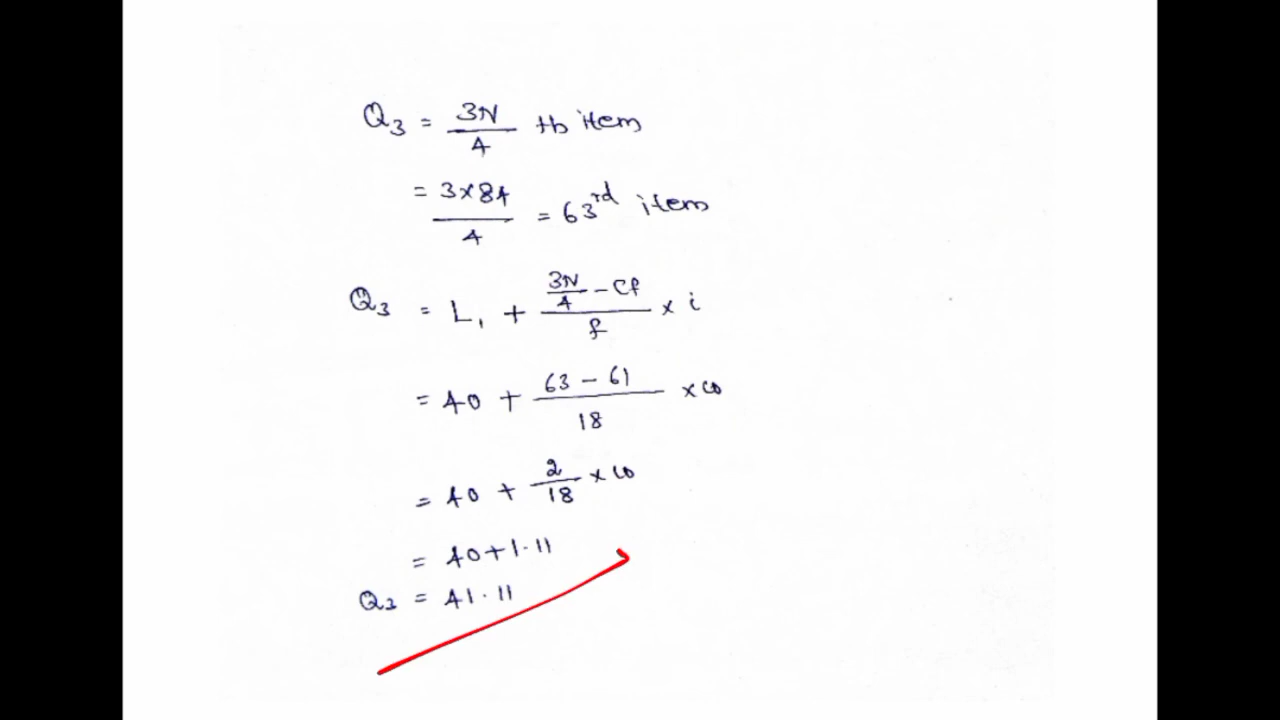 Q₃ = 3N/4 th item
= 3×84/4 = 63rd item
Q₃ = L₁ + (3N/4 − Cf)/f × i
= 40 + (63 − 61)/18 × 10
= 40 + 2/18 × 10
= 40 + 1·11
Q₃ = 41·11